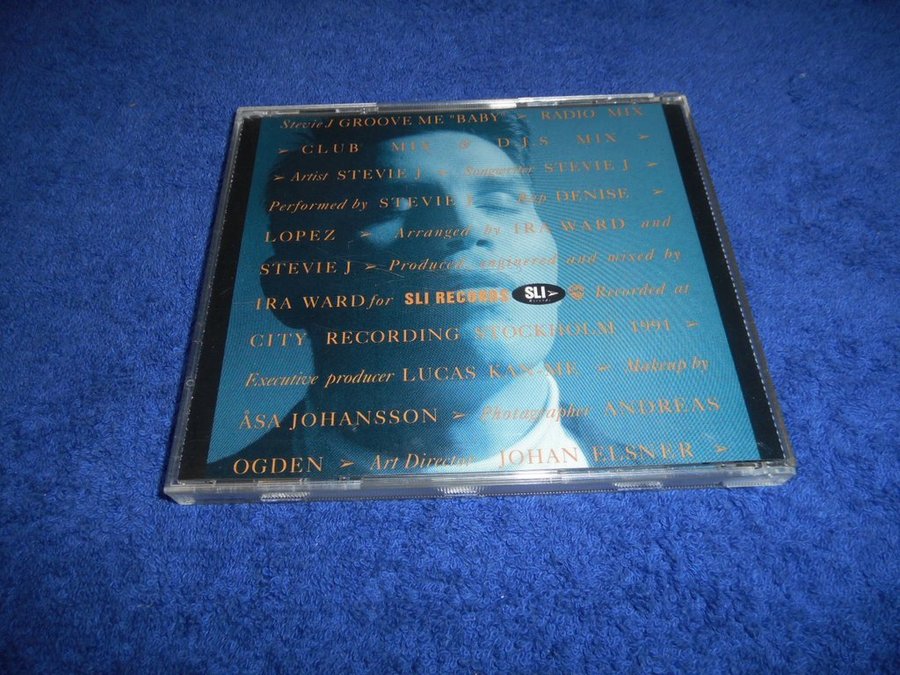 Stevie J GROOVE ME "BABY" ➢ RADIO MIX
➢ CLUB MIX & D.J.S MIX ➢
➢ Artist STEVIE J ➢ Songwriter STEVIE J ➢
Performed by STEVIE J ➢ Rap DENISE ➢
LOPEZ ➢ Arranged by IRA WARD and
STEVIE J ➢ Produced enginered and mixed by
IRA WARD for SLI RECORDS SLI➢ Recorded at
CITY RECORDING STOCKHOLM 1991 ➢
Executive producer LUCAS KAN-ME ➢ Makeup by
ÅSA JOHANSSON ➢ Photographer ANDREAS
OGDEN ➢ Art Director JOHAN ELSNER ➢